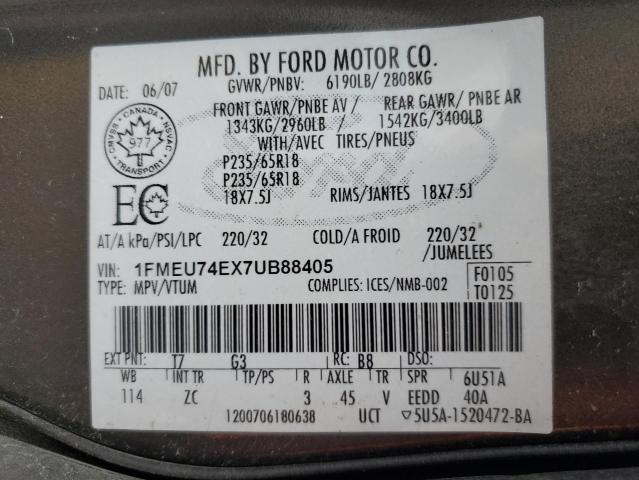 MFD. BY FORD MOTOR CO.
DATE: 06/07 GVWR/PNBV: 6190LB/ 2808KG
FRONT GAWR/PNBE AV / REAR GAWR/ PNBE AR
1343KG/2960LB / 1542KG/3400LB
WITH/AVEC TIRES/PNEUS
CANADA
CMVSS NSVAC
977
TRANSPORT
P235/65R18
P235/65R18
18X7.5J RIMS/JANTES 18X7.5J
EC
AT/A kPa/PSI/LPC 220/32 COLD/A FROID 220/32
/JUMELEES
VIN: 1FMEU74EX7UB88405
F0105
TYPE: MPV/VTUM COMPLIES: ICES/NMB-002
T0125
EXT PNT: T7 G3 RC: B8 DSO:
WB INT TR TP/PS R AXLE TR SPR 6U51A
114 ZC 3 45 V EEDD 40A
1200706180638 UCT ▽5U5A-1520472-BA